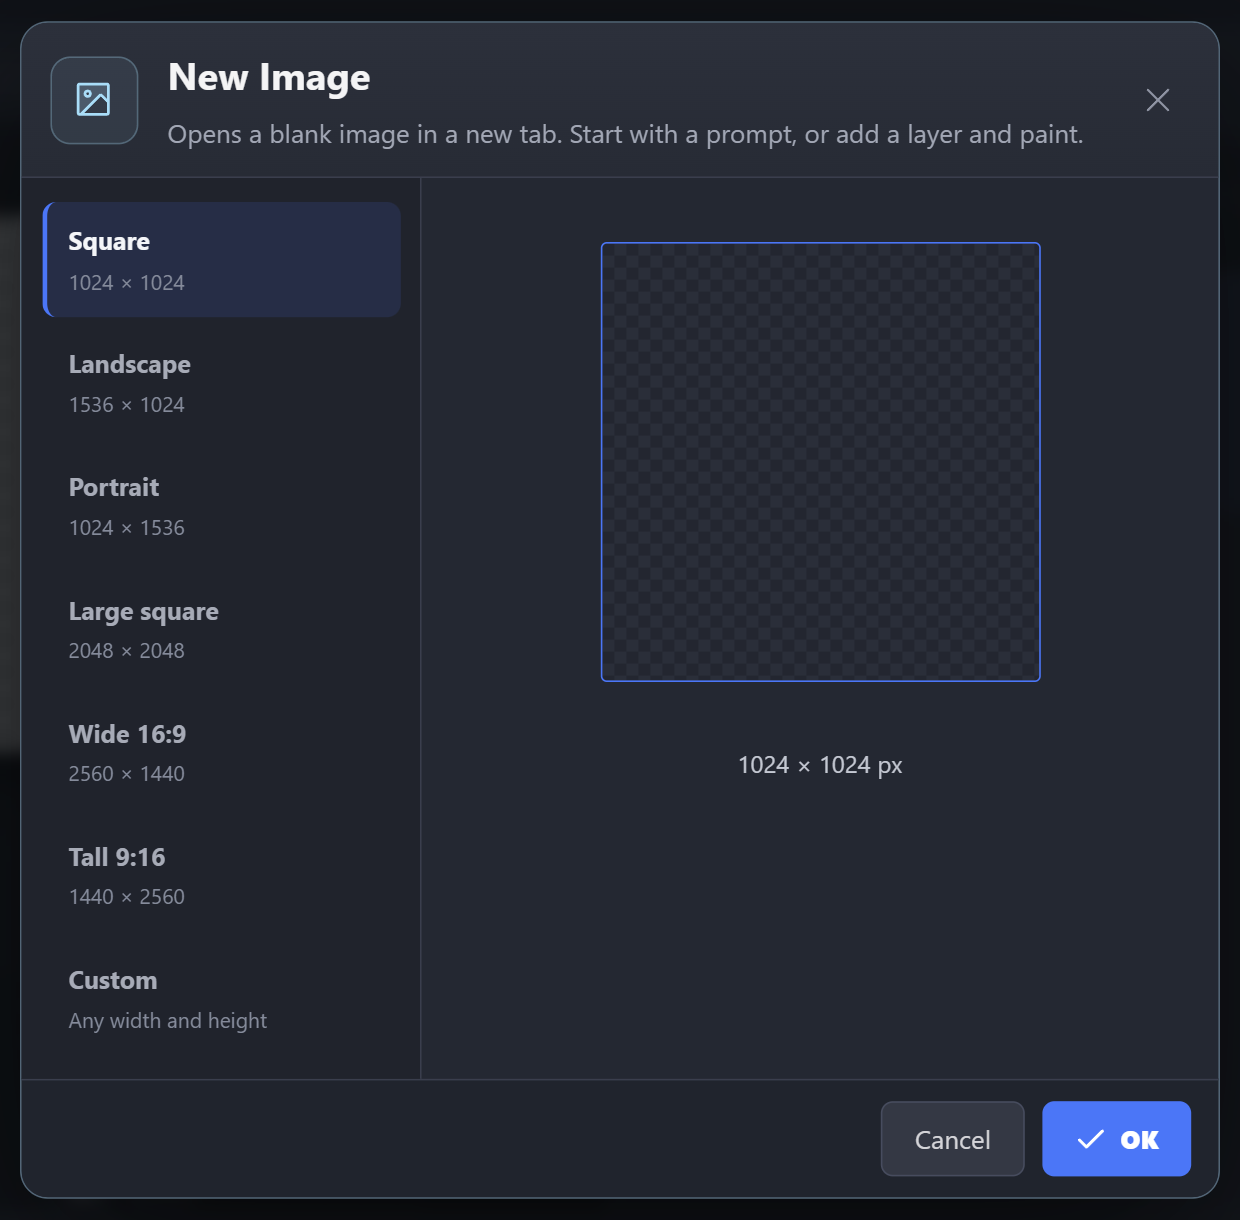 New Image
Opens a blank image in a new tab. Start with a prompt, or add a layer and paint.
Square
1024 × 1024
Landscape
1536 × 1024
Portrait
1024 × 1536
Large square
2048 × 2048
Wide 16:9
2560 × 1440
Tall 9:16
1440 × 2560
Custom
Any width and height
1024 × 1024 px
Cancel
OK